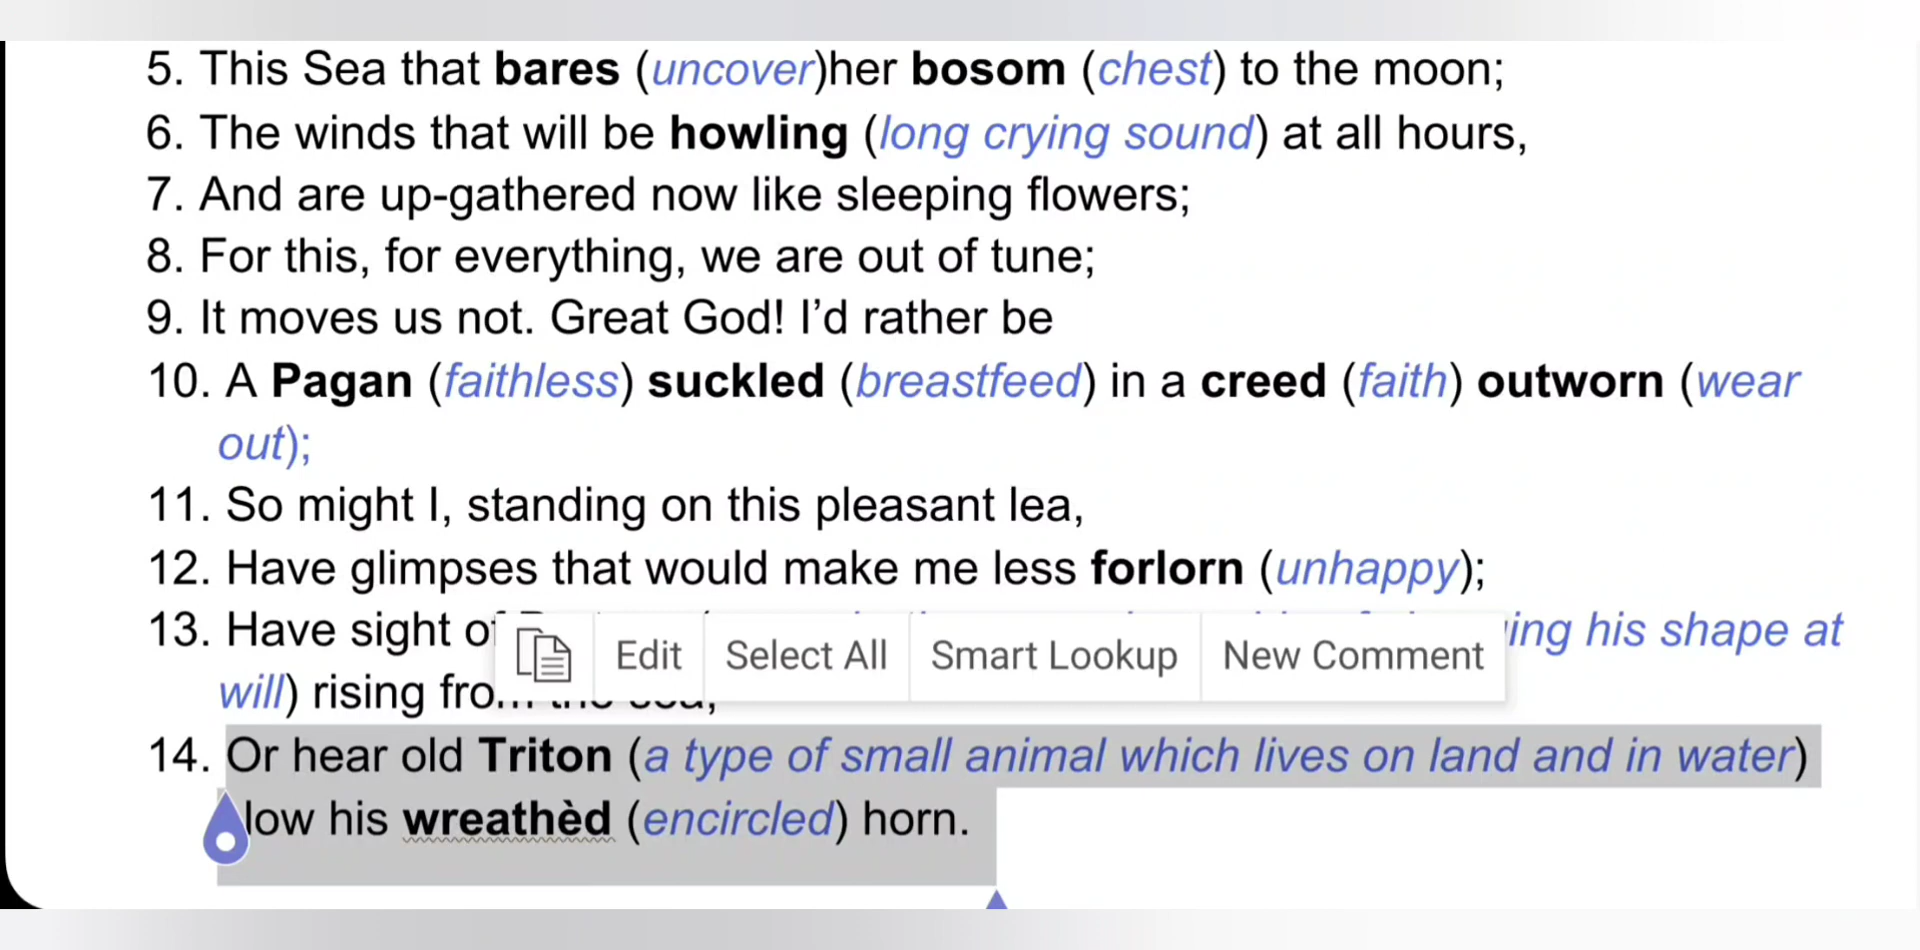 5. This Sea that bares (uncover)her bosom (chest) to the moon;
6. The winds that will be howling (long crying sound) at all hours,
7. And are up-gathered now like sleeping flowers;
8. For this, for everything, we are out of tune;
9. It moves us not. Great God! I’d rather be
10. A Pagan (faithless) suckled (breastfeed) in a creed (faith) outworn (wear
out);
11. So might I, standing on this pleasant lea,
12. Have glimpses that would make me less forlorn (unhappy);
13. Have sight his shape at
Edit Select All Smart Lookup New Comment
will) rising
14. Or hear old Triton (a type of small animal which lives on land and in water)
low his wreathèd (encircled) horn.